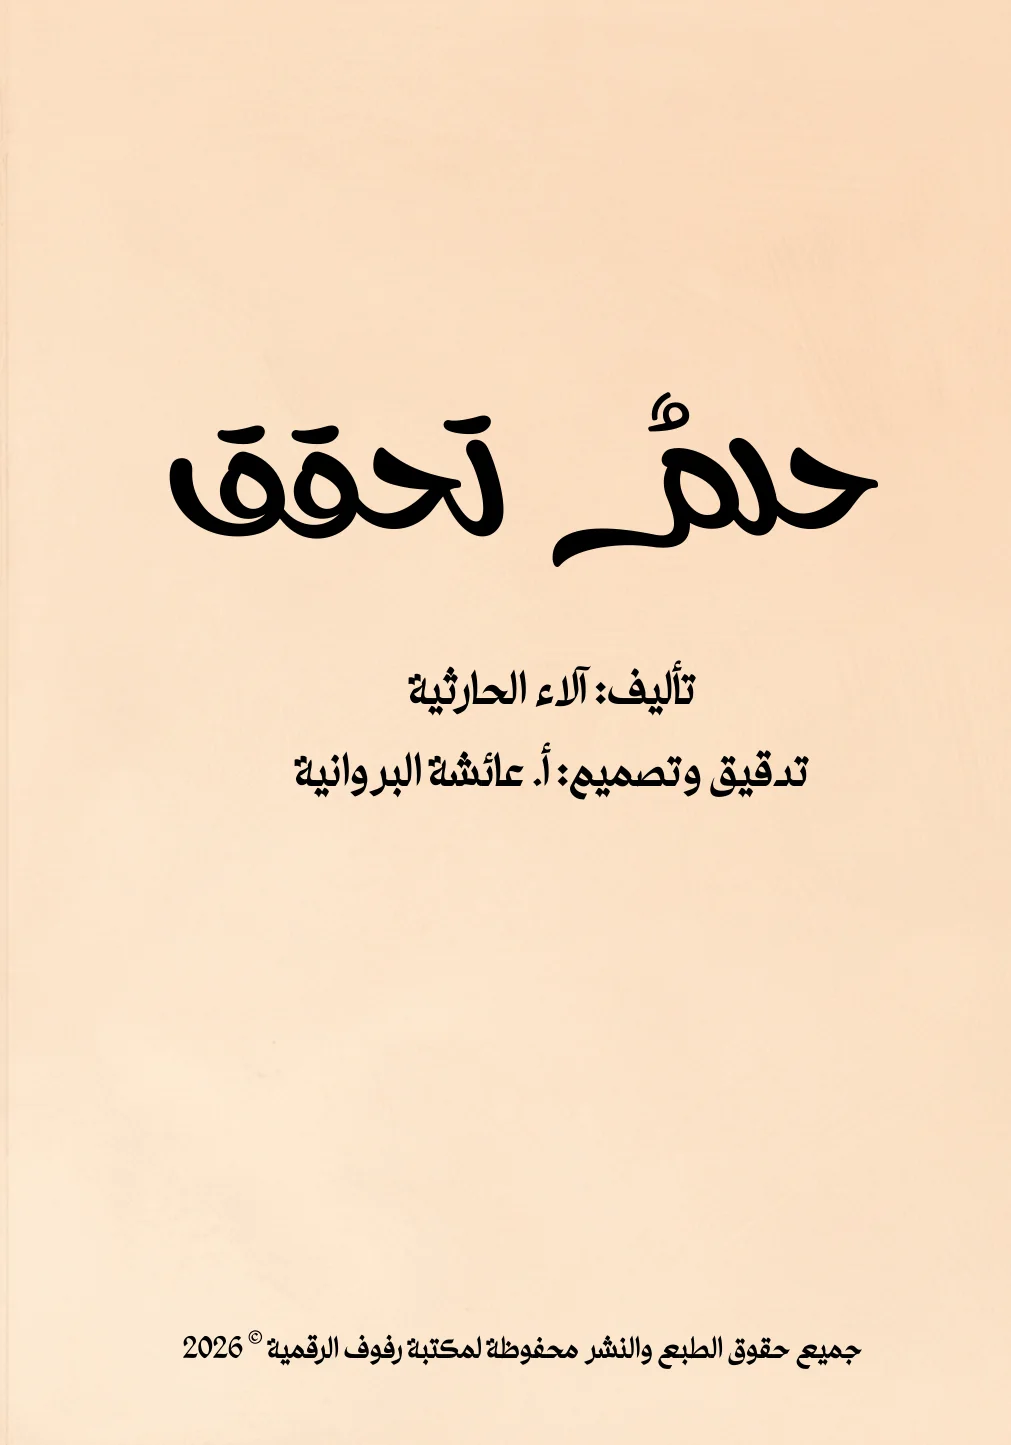 حلمٌ تحقق
تأليف: آلاء الحارثية
تدقيق وتصميم: أ. عائشة البروانية
جميع حقوق الطبع والنشر محفوظة لمكتبة رفوف الرقمية © 2026